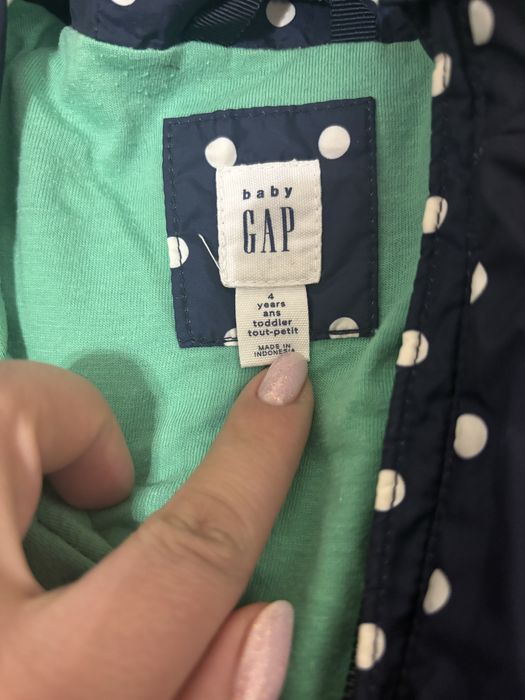 baby
GAP
4
years
ans
toddler
tout-petit
MADE IN
INDONESIA